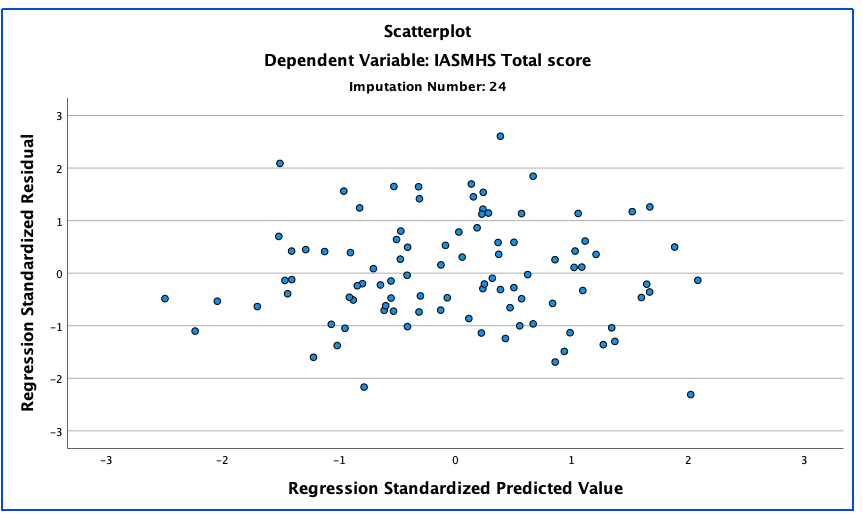 Scatterplot
Dependent Variable: IASMHS Total score
Imputation Number: 24
Regression Standardized Residual
3
2
1
0
-1
-2
-3
-3
-2
-1
0
1
2
3
Regression Standardized Predicted Value